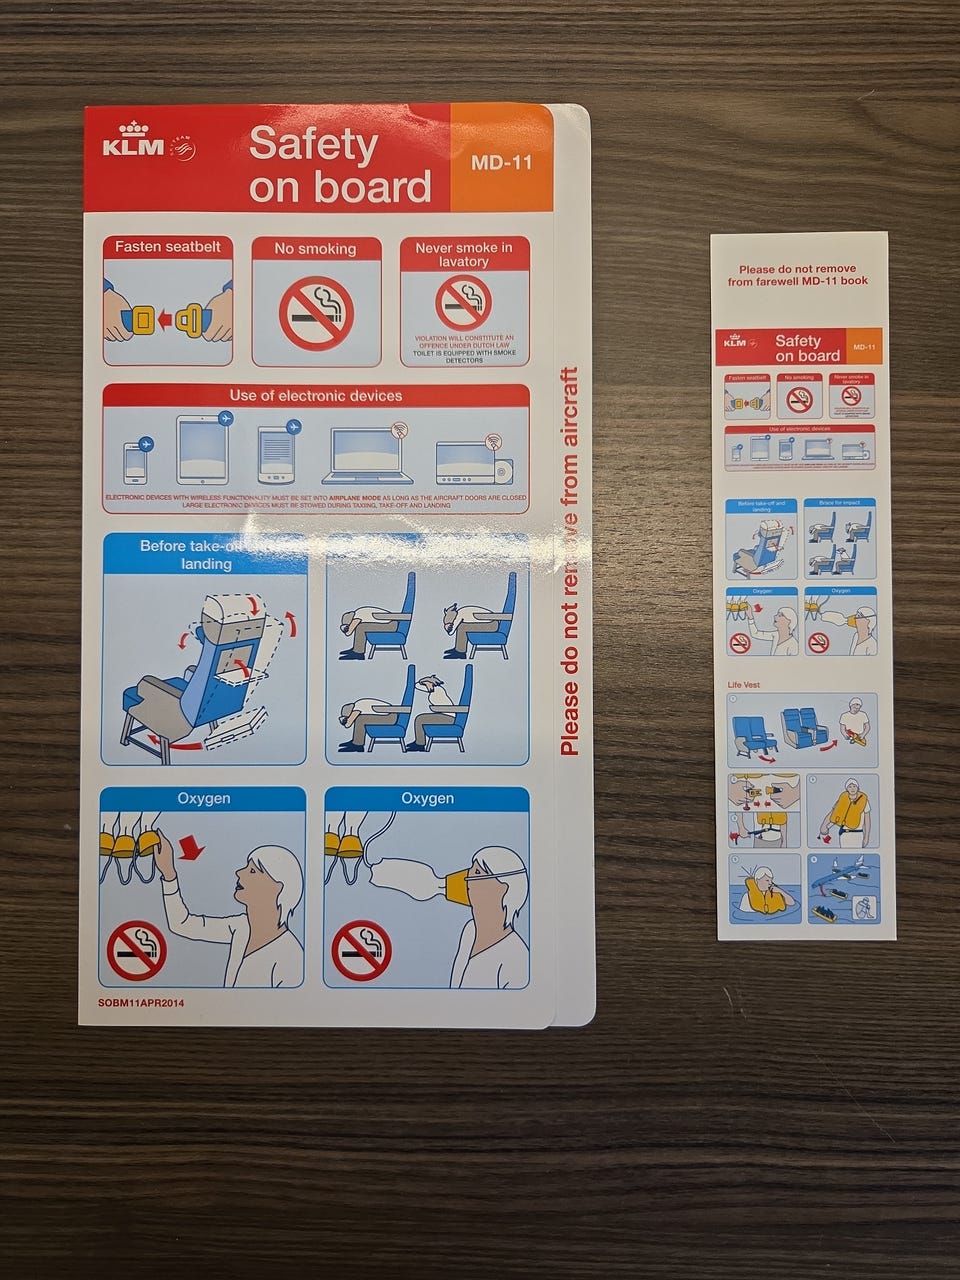 KLM
SKYTEAM
Safety
on board
MD-11
Fasten seatbelt
No smoking
Never smoke in
lavatory
VIOLATION WILL CONSTITUTE AN
OFFENCE UNDER DUTCH LAW
TOILET IS EQUIPPED WITH SMOKE
DETECTORS
Use of electronic devices
ELECTRONIC DEVICES WITH WIRELESS FUNCTIONALITY MUST BE SET INTO AIRPLANE MODE AS LONG AS THE AIRCRAFT DOORS ARE CLOSED
LARGE ELECTRONIC DEVICES MUST BE STOWED DURING TAXIING, TAKE-OFF AND LANDING
Before take-off
landing
Oxygen
Oxygen
SOBM11APR2014
Please do not remove from aircraft
Please do not remove
from farewell MD-11 book
KLM
Safety
on board
MD-11
Fasten seatbelt
No smoking
Never smoke in
lavatory
Use of electronic devices
Before take-off and
landing
Brace for impact
Oxygen
Oxygen
Life Vest